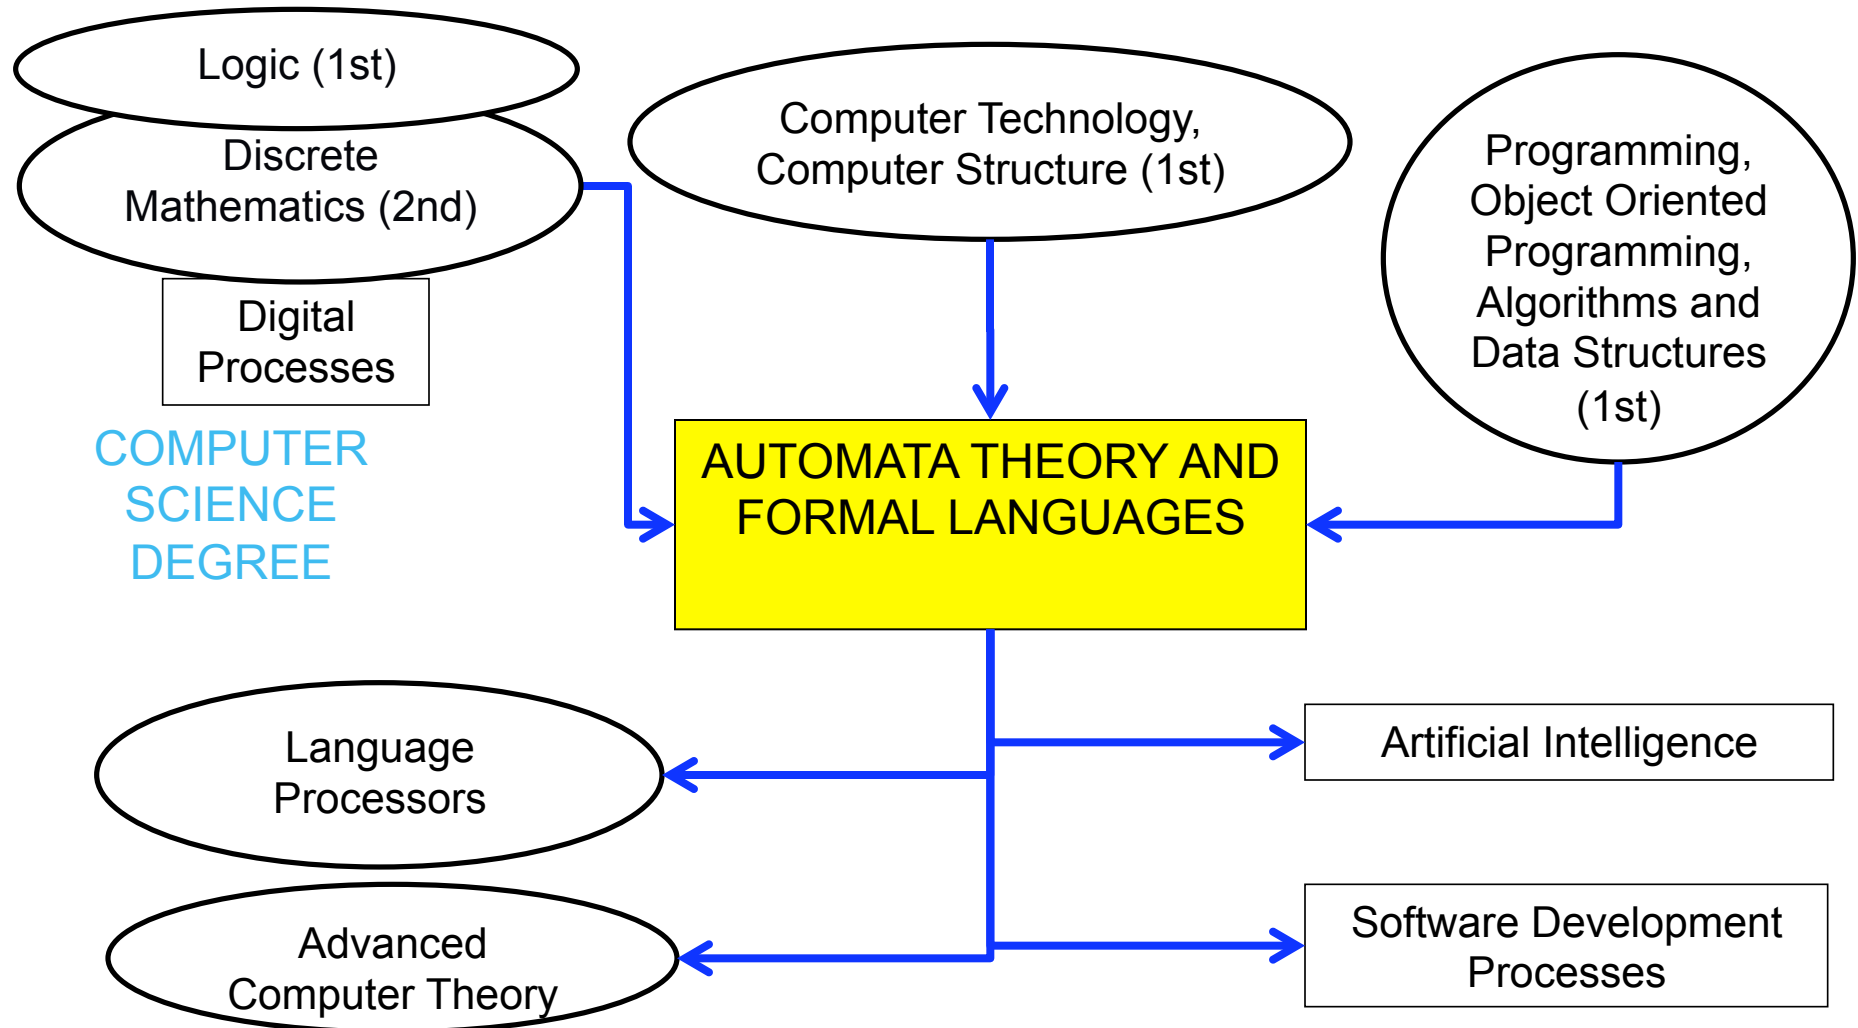 Logic (1st)
Discrete
Mathematics (2nd)
Digital
Processes
COMPUTER
SCIENCE
DEGREE
Computer Technology,
Computer Structure (1st)
Programming,
Object Oriented
Programming,
Algorithms and
Data Structures
(1st)
AUTOMATA THEORY AND
FORMAL LANGUAGES
Language
Processors
Advanced
Computer Theory
Artificial Intelligence
Software Development
Processes